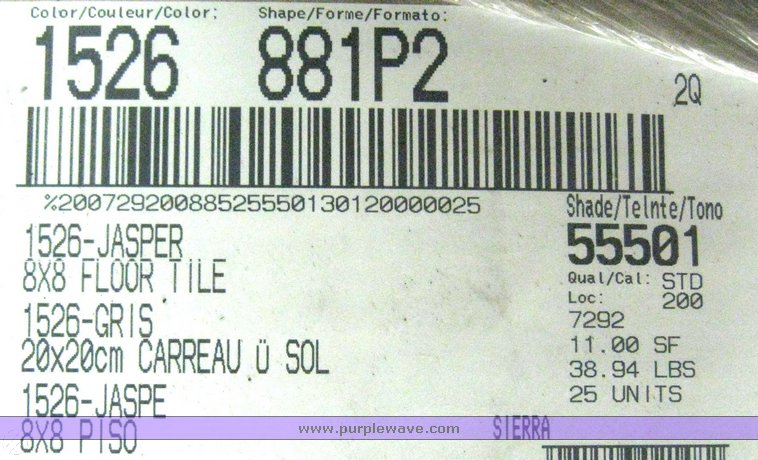 Color/Couleur/Color: Shape/Forme/Formato:
1526 881P2
2Q
%2007292008852555013012000025
Shade/Telnte/Tono
55501
Qual/Cal: STD
Loc: 200
7292
11.00 SF
38.94 LBS
25 UNITS
1526-JASPER
8X8 FLOOR TILE
1526-GRIS
20x20cm CARREAU Ü SOL
1526-JASPE
8X8 PISO
SIERRA
www.purplewave.com